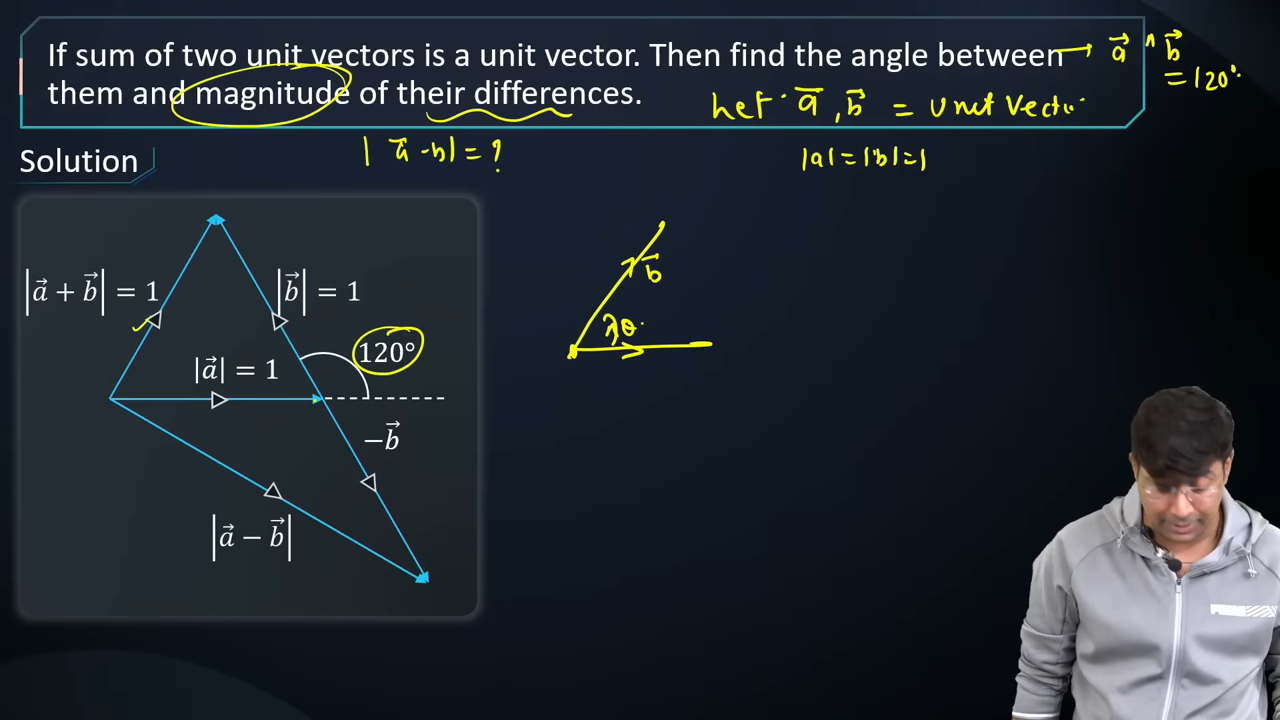 If sum of two unit vectors is a unit vector. Then find the angle between → a⃗ ^ b⃗
= 120°
them and magnitude of their differences.
Let a̅, b⃗ = unit vector
Solution
| a̅ - b| = ?
|a| = |b| = 1
|a⃗ + b⃗| = 1
|b⃗| = 1
b⃗
θ
120°
|a⃗| = 1
−b⃗
|a⃗ − b⃗|